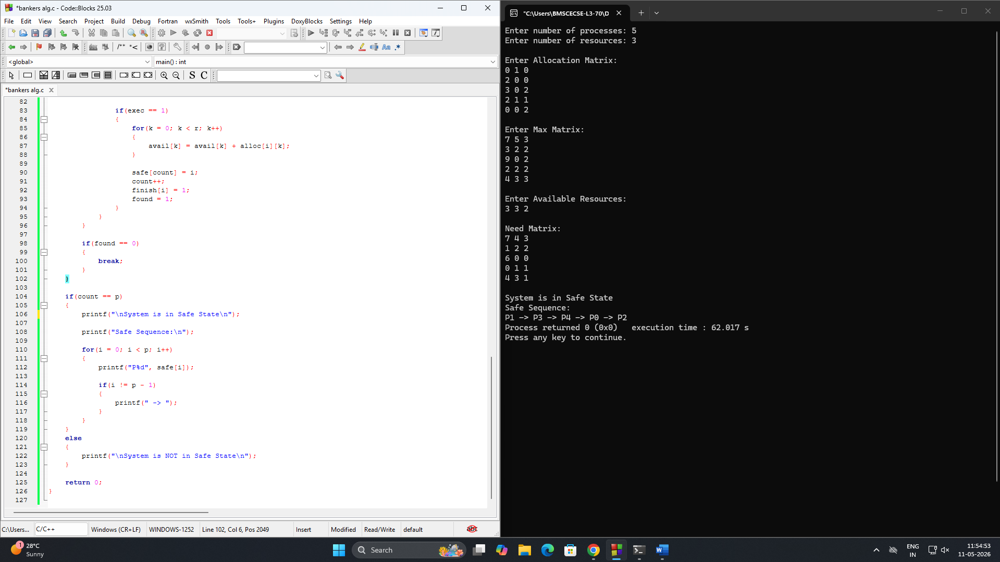 *bankers alg.c - Code::Blocks 25.03
File Edit View Search Project Build Debug Fortran wxSmith Tools Tools+ Plugins DoxyBlocks Settings Help
/** *<
Aa .*
<global>
main() : int
S C
*bankers alg.c
82
83 if(exec == 1)
84 {
85 for(k = 0; k < r; k++)
86 {
87 avail[k] = avail[k] + alloc[i][k];
88 }
89
90 safe[count] = i;
91 count++;
92 finish[i] = 1;
93 found = 1;
94 }
95 }
96 }
97
98 if(found == 0)
99 {
100 break;
101 }
102 }
103
104 if(count == p)
105 {
106 printf("\nSystem is in Safe State\n");
107
108 printf("Safe Sequence:\n");
109
110 for(i = 0; i < p; i++)
111 {
112 printf("P%d", safe[i]);
113
114 if(i != p - 1)
115 {
116 printf(" -> ");
117 }
118 }
119 }
120 else
121 {
122 printf("\nSystem is NOT in Safe State\n");
123 }
124
125 return 0;
126 }
127
C:\Users... C/C++ Windows (CR+LF) WINDOWS-1252 Line 102, Col 6, Pos 2049 Insert Modified Read/Write default abc
"C:\Users\BMSCECSE-L3-70\D
Enter number of processes: 5
Enter number of resources: 3
Enter Allocation Matrix:
0 1 0
2 0 0
3 0 2
2 1 1
0 0 2
Enter Max Matrix:
7 5 3
3 2 2
9 0 2
2 2 2
4 3 3
Enter Available Resources:
3 3 2
Need Matrix:
7 4 3
1 2 2
6 0 0
0 1 1
4 3 1
System is in Safe State
Safe Sequence:
P1 -> P3 -> P4 -> P0 -> P2
Process returned 0 (0x0) execution time : 62.017 s
Press any key to continue.
1
28°C
Sunny
Search
ENG
IN
11:54:53
11-05-2026